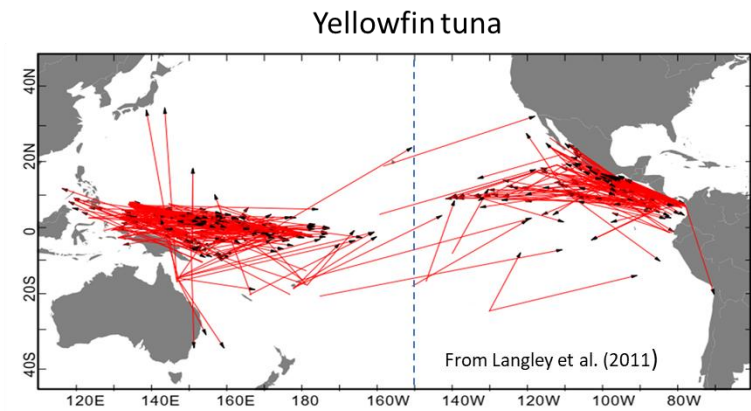 Yellowfin tuna
40N
20N
0
20S
40S
From Langley et al. (2011)
120E 140E 160E 180 160W 140W 120W 100W 80W